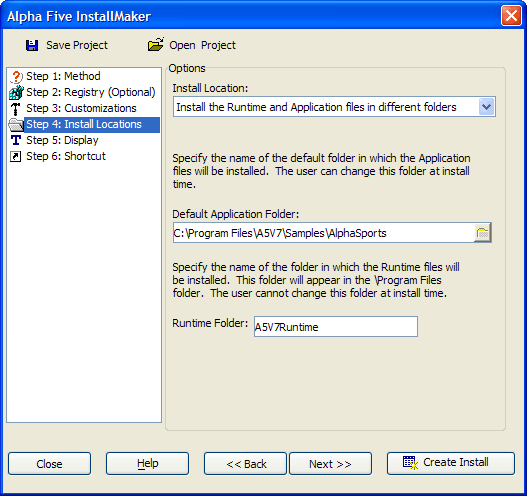 Alpha Five InstallMaker
Save Project
Open Project
Step 1: Method
Step 2: Registry (Optional)
Step 3: Customizations
Step 4: Install Locations
Step 5: Display
Step 6: Shortcut
Options
Install Location:
Install the Runtime and Application files in different folders
Specify the name of the default folder in which the Application
files will be installed. The user can change this folder at install
time.
Default Application Folder:
C:\Program Files\A5V7\Samples\AlphaSports
Specify the name of the folder in which the Runtime files will
be installed. This folder will appear in the \Program Files
folder. The user cannot change this folder at install time.
Runtime Folder:
A5V7Runtime
Close
Help
<< Back
Next >>
Create Install